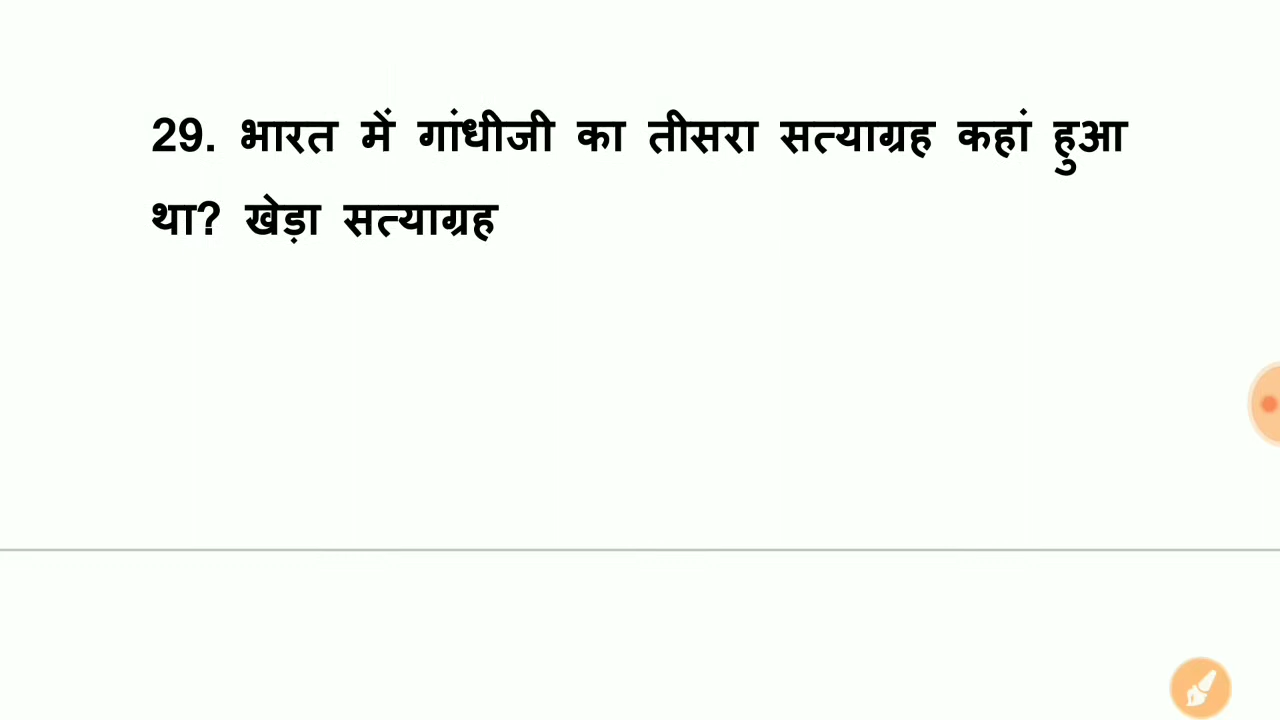 29. भारत में गांधीजी का तीसरा सत्याग्रह कहां हुआ
था? खेड़ा सत्याग्रह